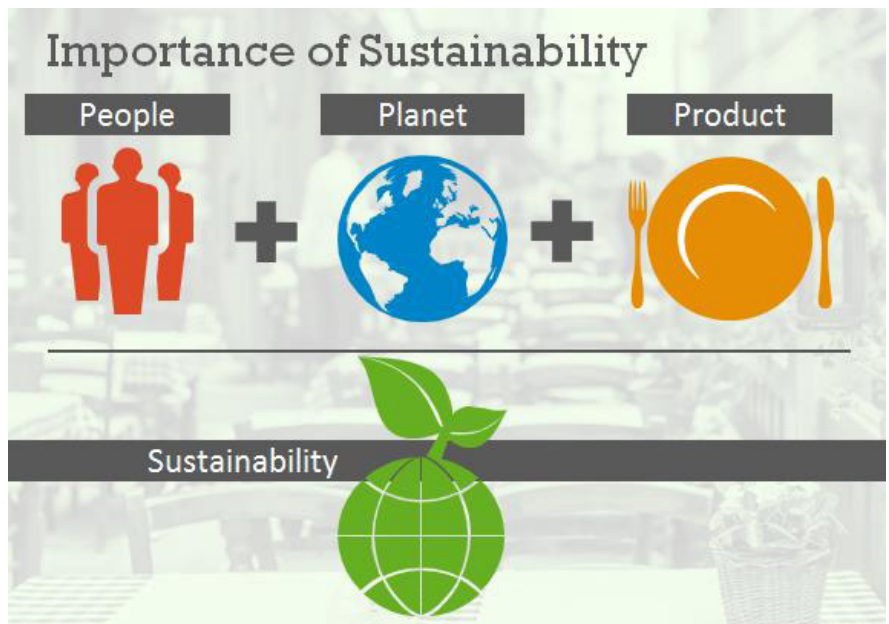 Importance of Sustainability
People
Planet
Product
Sustainability